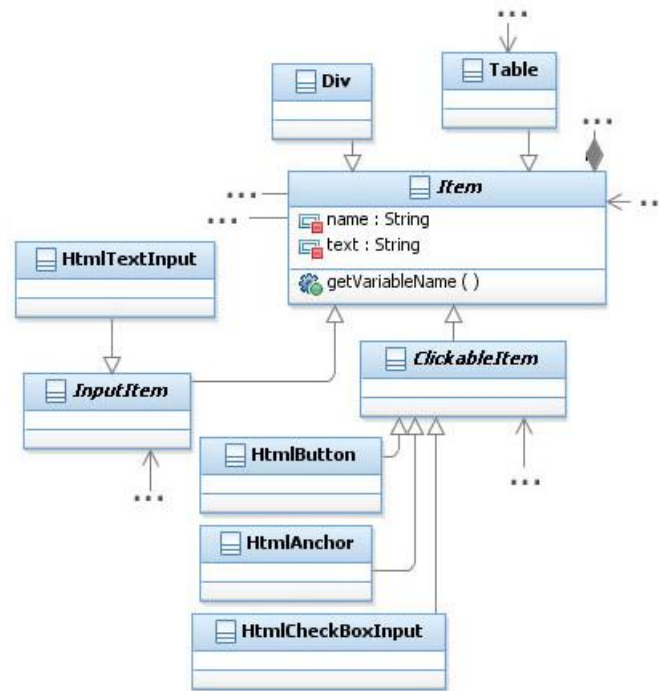 ...
Div
Table
...
Item
...
...
...
name : String
text : String
getVariableName ( )
HtmlTextInput
ClickableItem
InputItem
HtmlButton
...
...
HtmlAnchor
HtmlCheckBoxInput